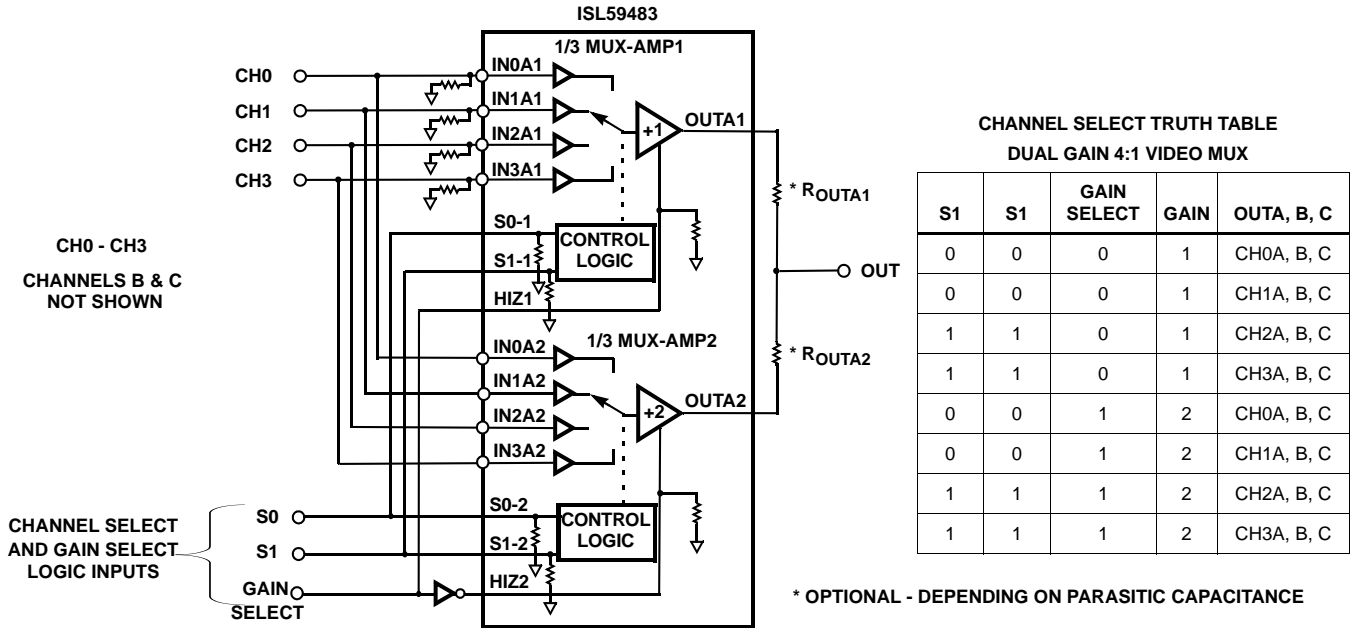 ISL59483
1/3 MUX-AMP1
CH0
CH1
CH2
CH3
IN0A1
IN1A1
IN2A1
IN3A1
+1
OUTA1
* ROUTA1
S0-1
S1-1
HIZ1
CONTROL
LOGIC
CH0 - CH3
CHANNELS B & C
NOT SHOWN
OUT
1/3 MUX-AMP2
IN0A2
IN1A2
IN2A2
IN3A2
+2
OUTA2
* ROUTA2
S0-2
S1-2
HIZ2
CONTROL
LOGIC
CHANNEL SELECT
AND GAIN SELECT
LOGIC INPUTS
S0
S1
GAIN
SELECT
CHANNEL SELECT TRUTH TABLE
DUAL GAIN 4:1 VIDEO MUX
S1 S1 GAIN SELECT GAIN OUTA, B, C
0 0 0 1 CH0A, B, C
0 0 0 1 CH1A, B, C
1 1 0 1 CH2A, B, C
1 1 0 1 CH3A, B, C
0 0 1 2 CH0A, B, C
0 0 1 2 CH1A, B, C
1 1 1 2 CH2A, B, C
1 1 1 2 CH3A, B, C
* OPTIONAL - DEPENDING ON PARASITIC CAPACITANCE